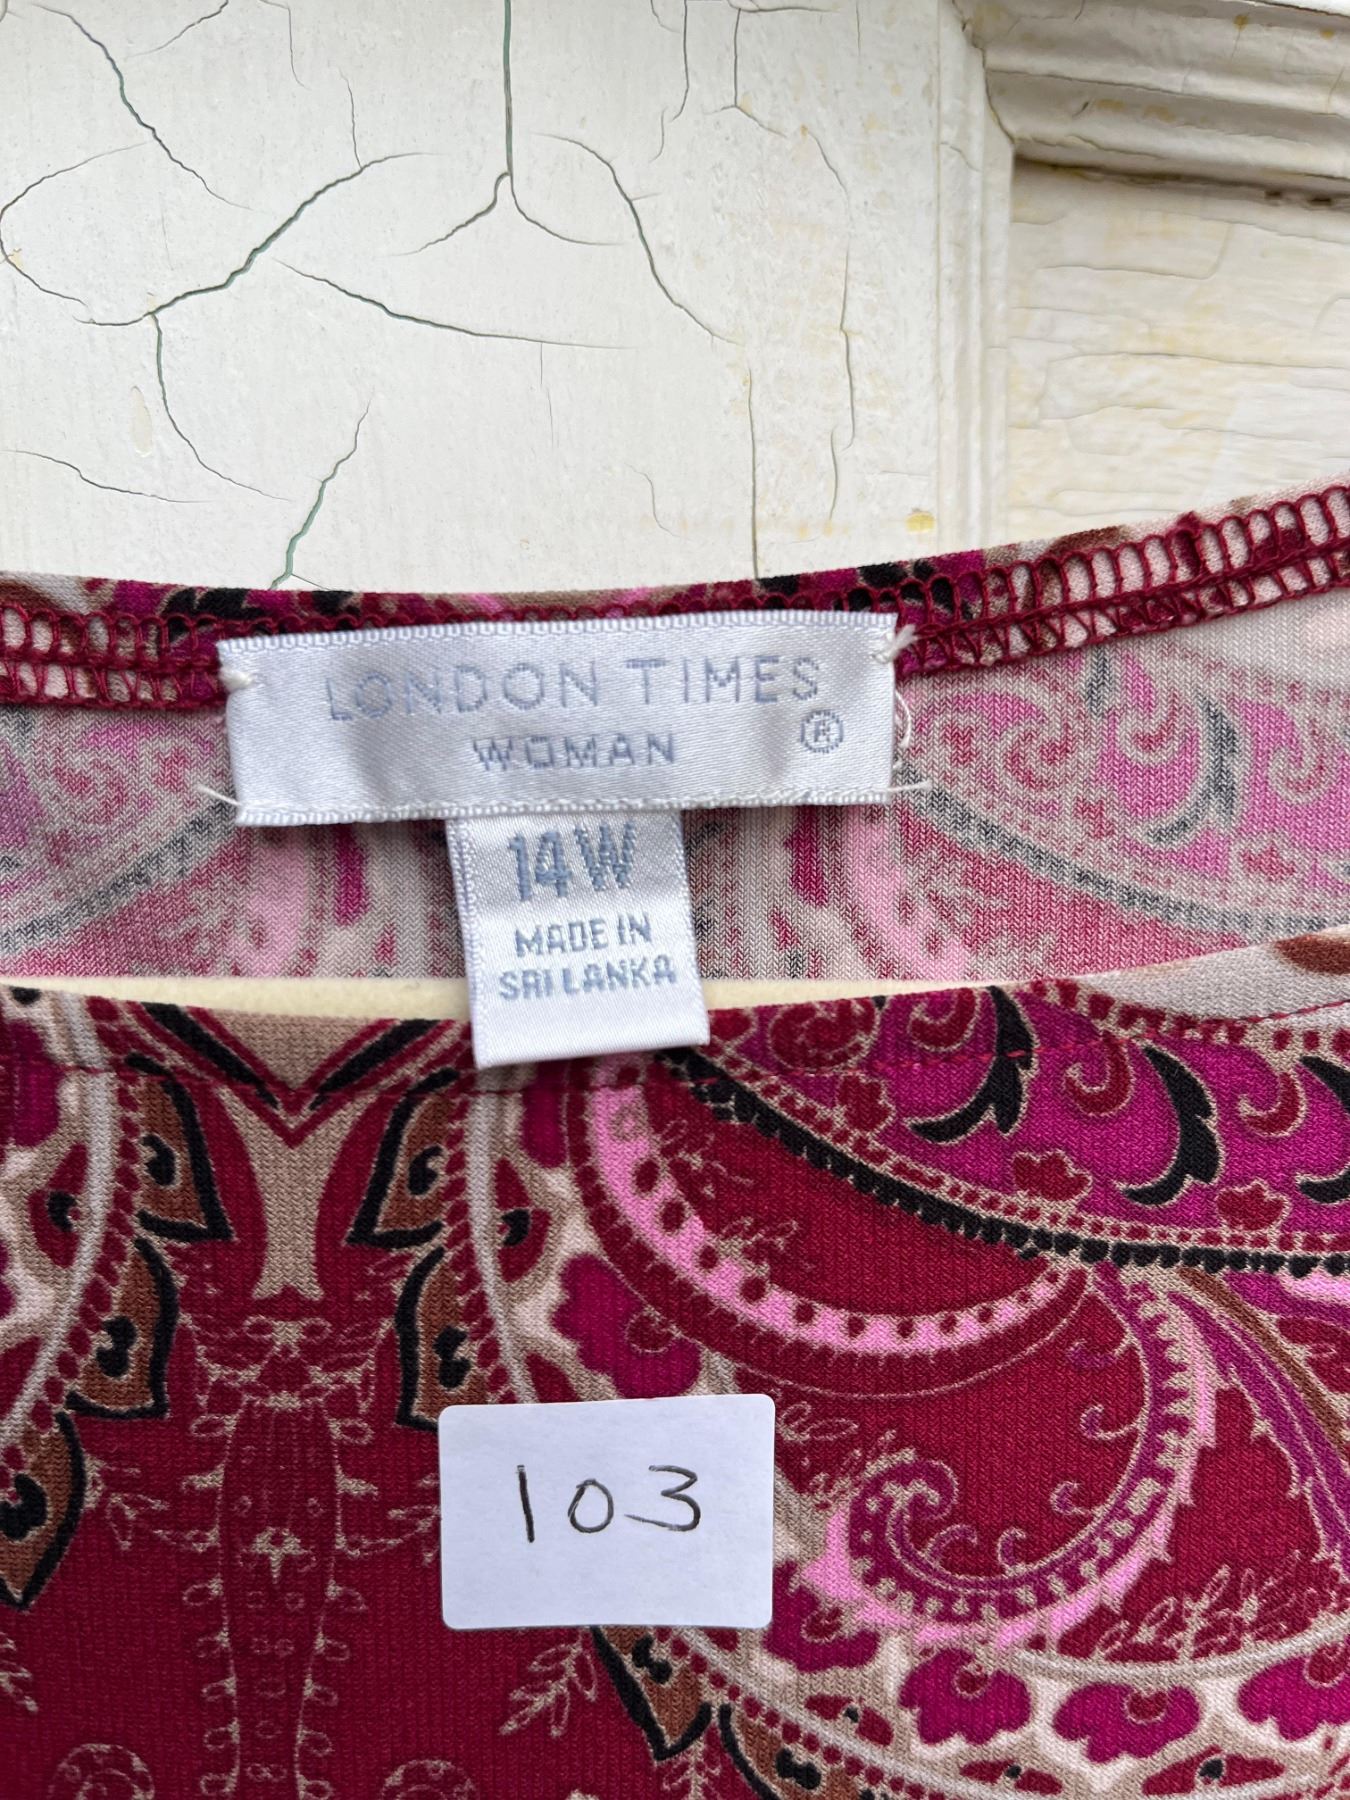 LONDON TIMES
WOMAN ®
14W
MADE IN
SRI LANKA
103